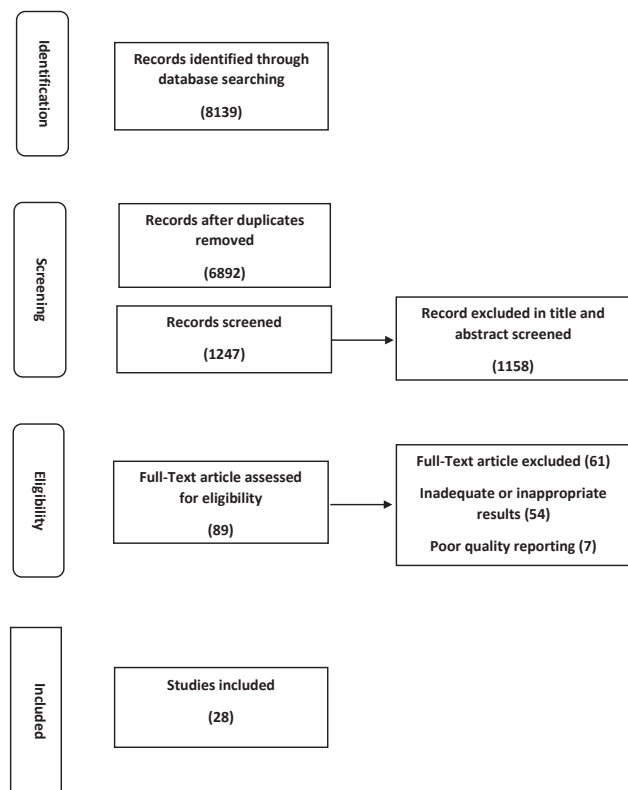 Identification
Records identified through
database searching
(8139)
Screening
Records after duplicates
removed
(6892)
Records screened
(1247)
Record excluded in title and
abstract screened
(1158)
Eligibility
Full-Text article assessed
for eligibility
(89)
Full-Text article excluded (61)
Inadequate or inappropriate
results (54)
Poor quality reporting (7)
Included
Studies included
(28)